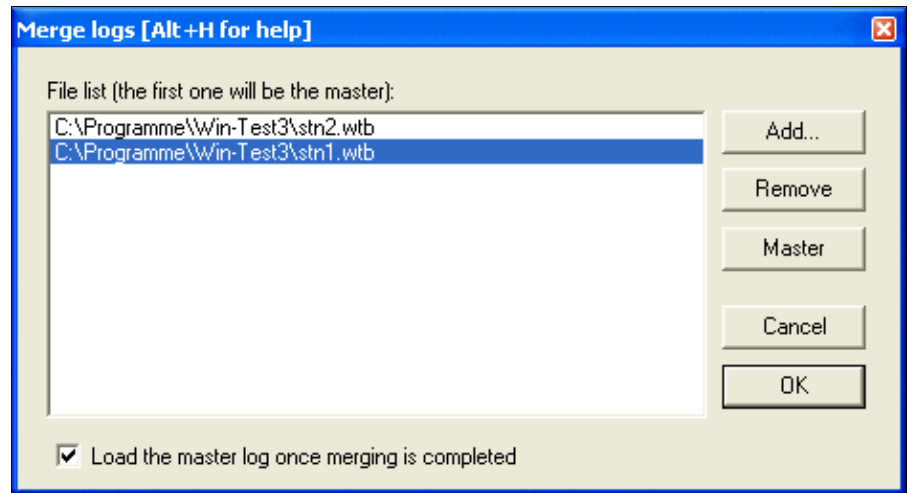 Merge logs [Alt+H for help]
File list (the first one will be the master):
C:\Programme\Win-Test3\stn2.wtb
C:\Programme\Win-Test3\stn1.wtb
Add...
Remove
Master
Cancel
OK
Load the master log once merging is completed